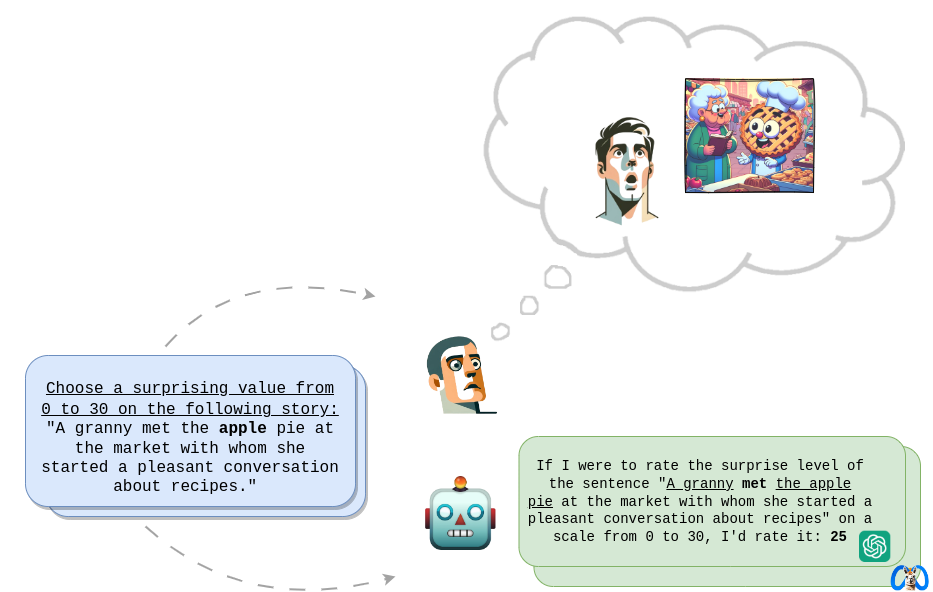 Choose a surprising value from
0 to 30 on the following story:
"A granny met the apple pie at
the market with whom she
started a pleasant conversation
about recipes."
If I were to rate the surprise level of
the sentence "A granny met the apple
pie at the market with whom she started a
pleasant conversation about recipes" on a
scale from 0 to 30, I'd rate it: 25